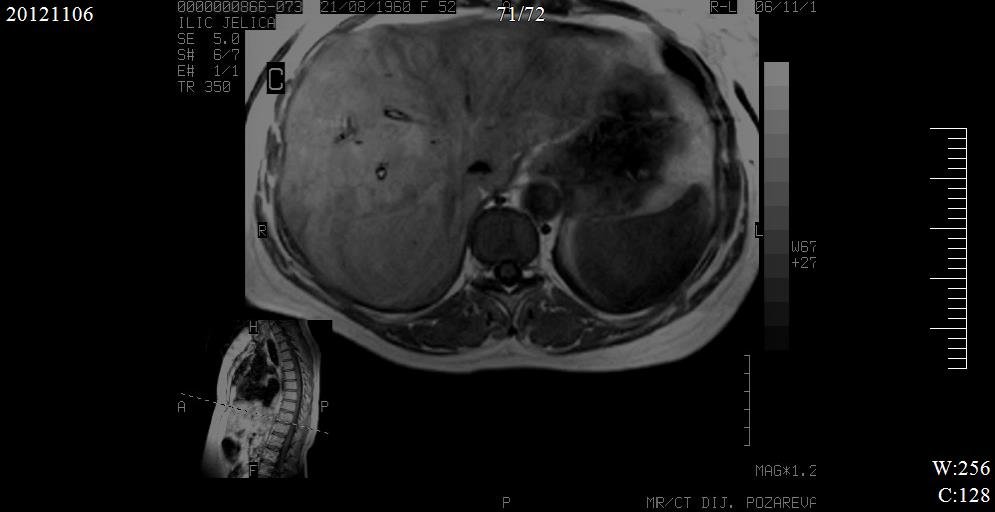 20121106
0000000866-073 21/08/1960 F 52 71/72 R-L 06/11/1
ILIC JELICA
SE 5.0
S# 6/7
E# 1/1
TR 350
C
R
L
W67
+27
H
A
P
F
MAG*1.2
P
MR/CT DIJ. POZAREVA
W:256
C:128